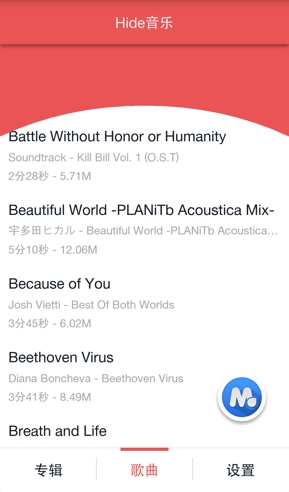 Hide音乐
Battle Without Honor or Humanity
Soundtrack - Kill Bill Vol. 1 (O.S.T)
2分28秒 - 5.71M
Beautiful World -PLANiTb Acoustica Mix-
宇多田ヒカル - Beautiful World -PLANiTb Acoustica…
5分10秒 - 12.06M
Because of You
Josh Vietti - Best Of Both Worlds
3分45秒 - 6.02M
Beethoven Virus
Diana Boncheva - Beethoven Virus
3分41秒 - 8.49M
M
Breath and Life
专辑 歌曲 设置